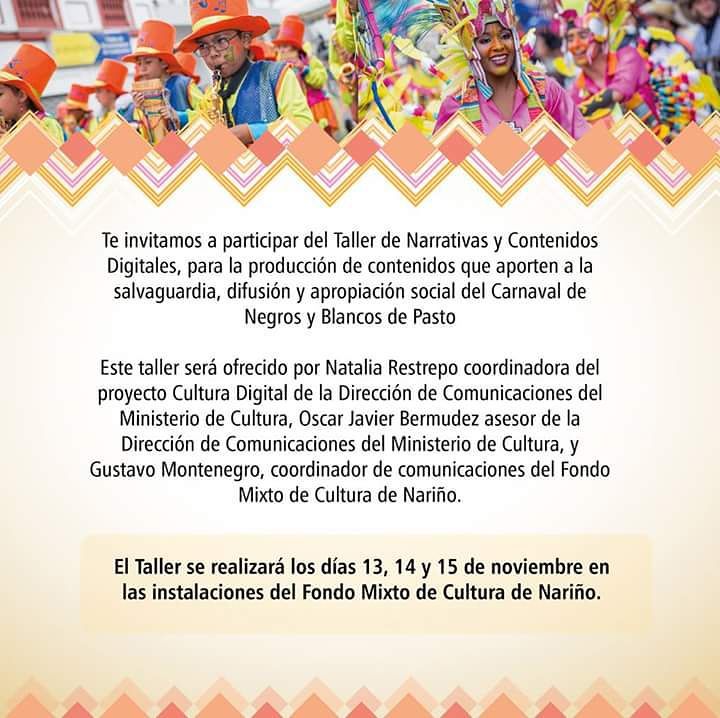 Te invitamos a participar del Taller de Narrativas y Contenidos
Digitales, para la producción de contenidos que aporten a la
salvaguardia, difusión y apropiación social del Carnaval de
Negros y Blancos de Pasto
Este taller será ofrecido por Natalia Restrepo coordinadora del
proyecto Cultura Digital de la Dirección de Comunicaciones del
Ministerio de Cultura, Oscar Javier Bermudez asesor de la
Dirección de Comunicaciones del Ministerio de Cultura, y
Gustavo Montenegro, coordinador de comunicaciones del Fondo
Mixto de Cultura de Nariño.
El Taller se realizará los días 13, 14 y 15 de noviembre en
las instalaciones del Fondo Mixto de Cultura de Nariño.